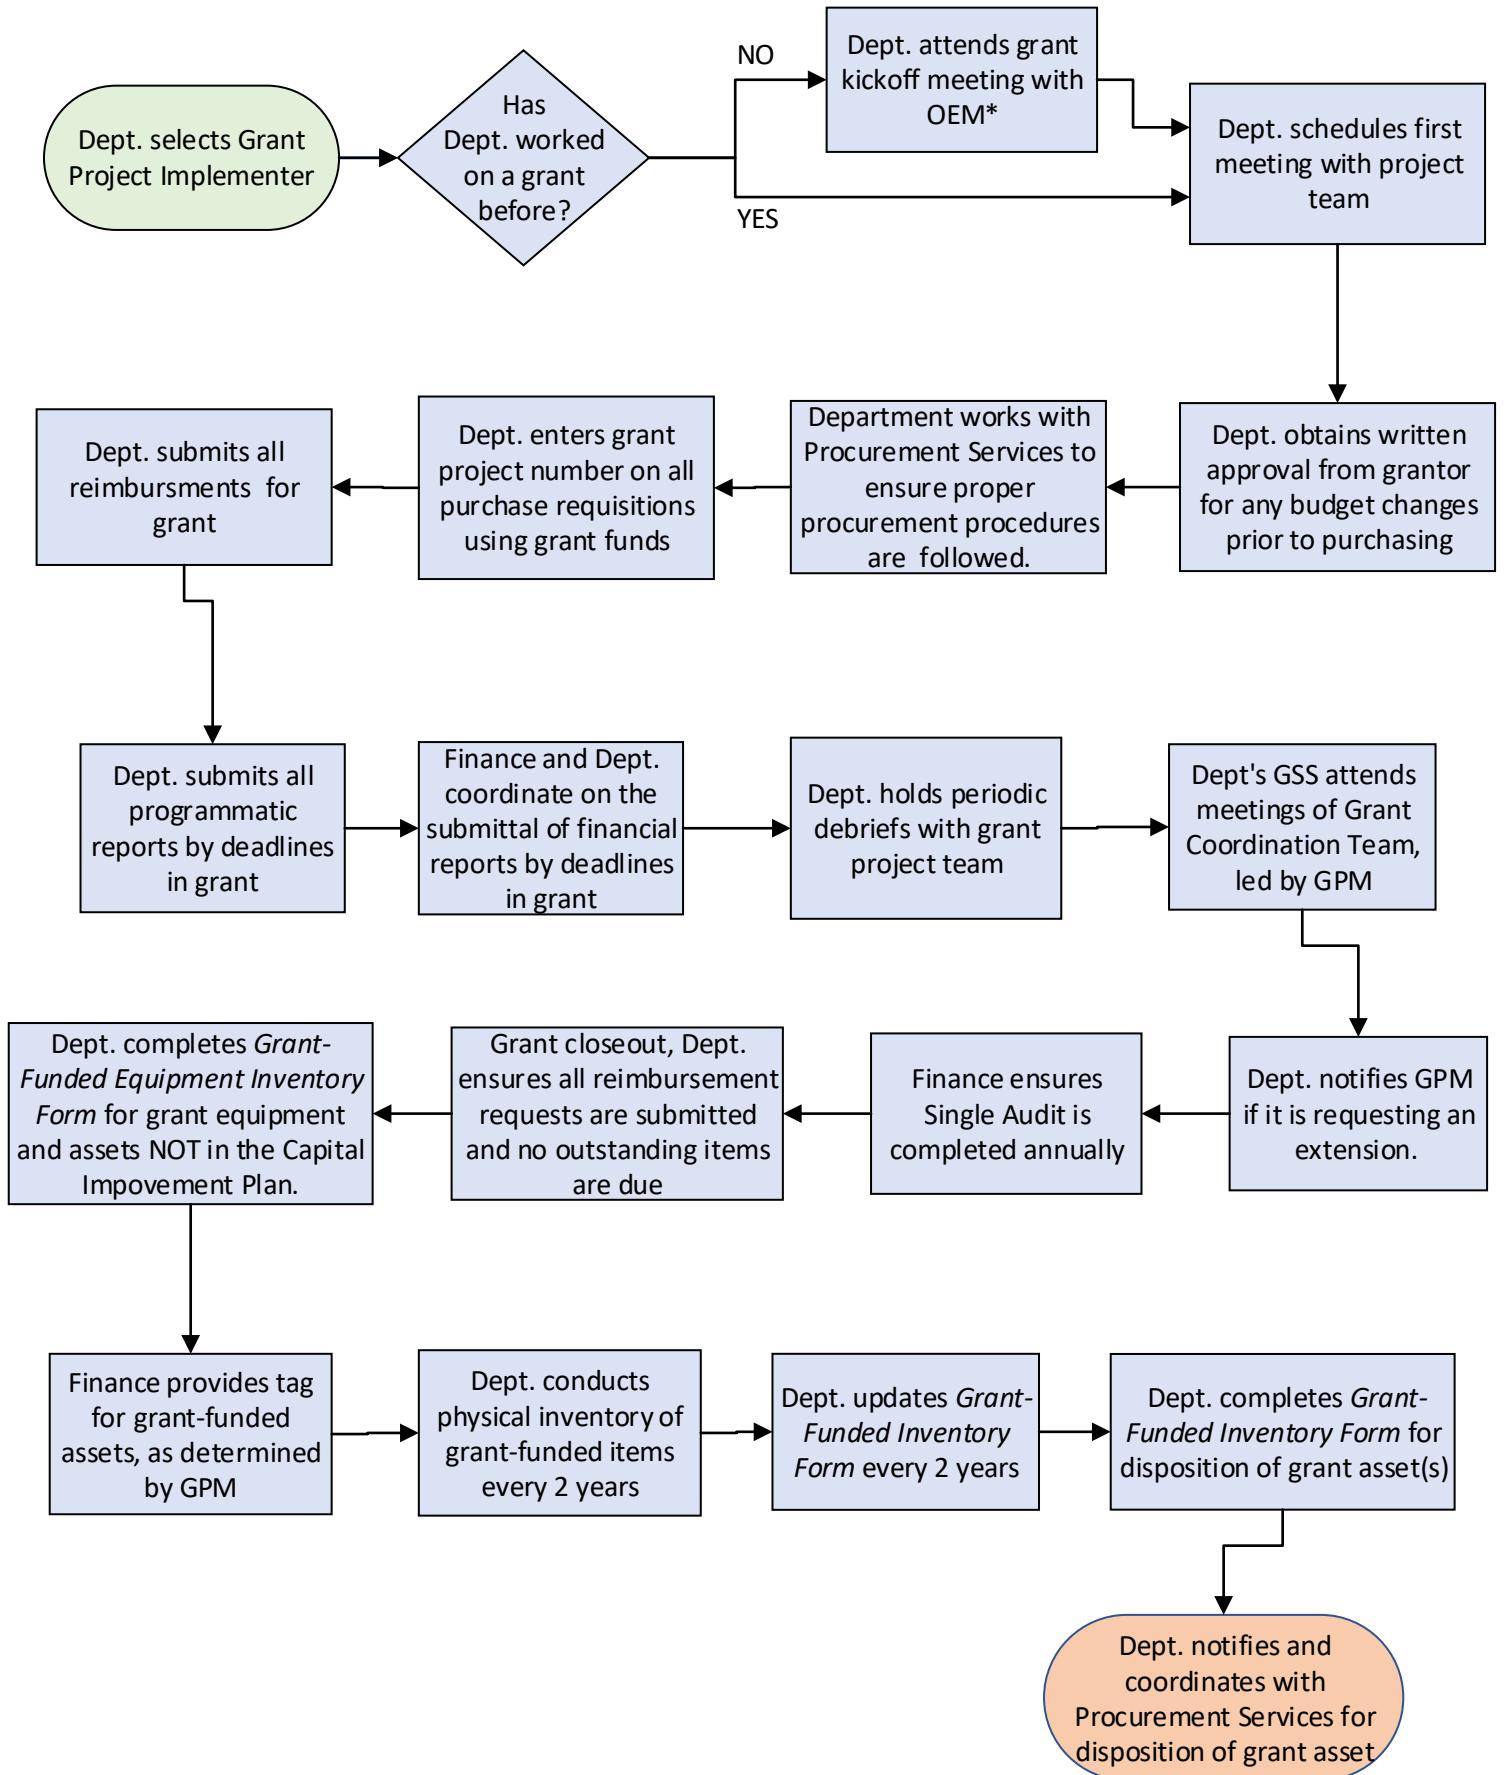 Dept. selects Grant
Project Implementer
Has
Dept. worked
on a grant
before?
NO
YES
Dept. attends grant
kickoff meeting with
OEM*
Dept. schedules first
meeting with project
team
Dept. obtains written
approval from grantor
for any budget changes
prior to purchasing
Department works with
Procurement Services to
ensure proper
procurement procedures
are followed.
Dept. enters grant
project number on all
purchase requisitions
using grant funds
Dept. submits all
reimbursments for
grant
Dept. submits all
programmatic
reports by deadlines
in grant
Finance and Dept.
coordinate on the
submittal of financial
reports by deadlines
in grant
Dept. holds periodic
debriefs with grant
project team
Dept's GSS attends
meetings of Grant
Coordination Team,
led by GPM
Dept. notifies GPM
if it is requesting an
extension.
Finance ensures
Single Audit is
completed annually
Grant closeout, Dept.
ensures all reimbursement
requests are submitted
and no outstanding items
are due
Dept. completes Grant-
Funded Equipment Inventory
Form for grant equipment
and assets NOT in the Capital
Impovement Plan.
Finance provides tag
for grant-funded
assets, as determined
by GPM
Dept. conducts
physical inventory of
grant-funded items
every 2 years
Dept. updates Grant-
Funded Inventory
Form every 2 years
Dept. completes Grant-
Funded Inventory Form for
disposition of grant asset(s)
Dept. notifies and
coordinates with
Procurement Services for
disposition of grant asset